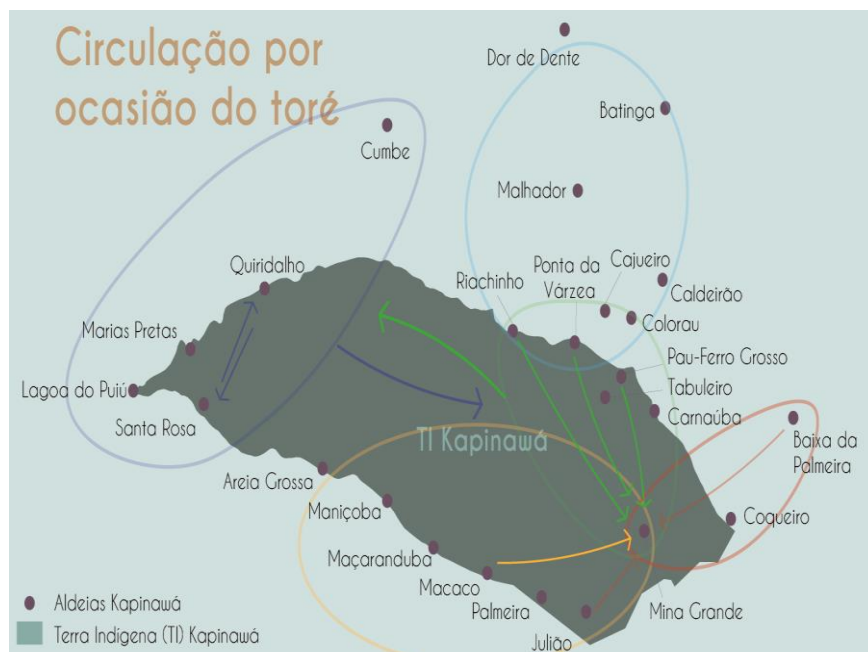 Circulação por
ocasião do toré
Dor de Dente
Batinga
Cumbe
Malhador
Quiridalho
Riachinho
Ponta da
Várzea
Cajueiro
Caldeirão
Colorau
Marias Pretas
Pau-Ferro Grosso
Lagoa do Puiú
Tabuleiro
Santa Rosa
Carnaúba
Baixa da
Palmeira
TI Kapinawá
Areia Grossa
Maniçoba
Coqueiro
Maçaranduba
Macaco
Palmeira
Mina Grande
Julião
Aldeias Kapinawá
Terra Indígena (TI) Kapinawá